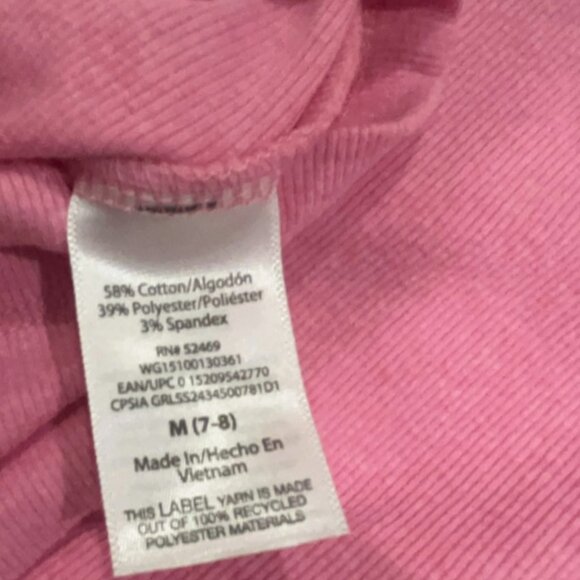 58% Cotton/Algodón
39% Polyester/Poliéster
3% Spandex
RN# 52469
WG15100130361
EAN/UPC 0 15209542770
CPSIA GRLSS2434500781D1
M (7-8)
Made In/Hecho En
Vietnam
THIS LABEL YARN IS MADE
OUT OF 100% RECYCLED
POLYESTER MATERIALS